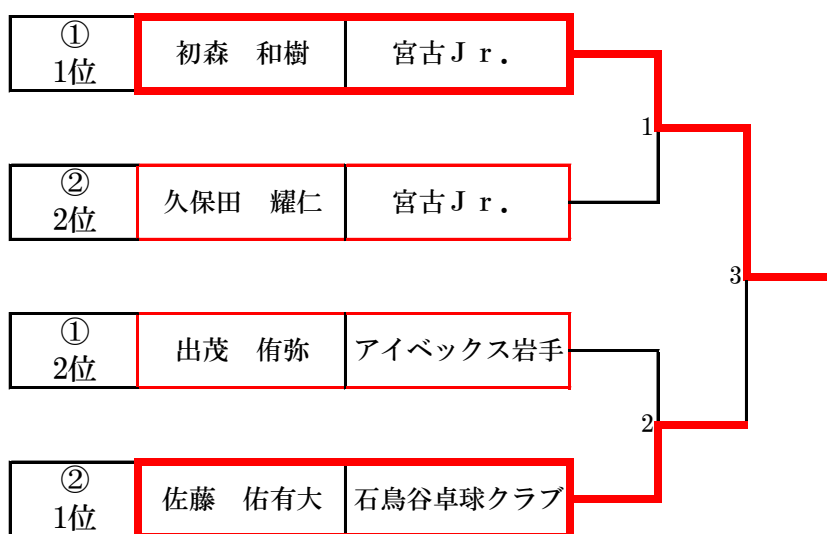 ①
1位
初森　和樹
宮古Ｊｒ．
1
②
2位
久保田　耀仁
宮古Ｊｒ．
3
①
2位
出茂　侑弥
アイベックス岩手
2
②
1位
佐藤　佑有大
石鳥谷卓球クラブ